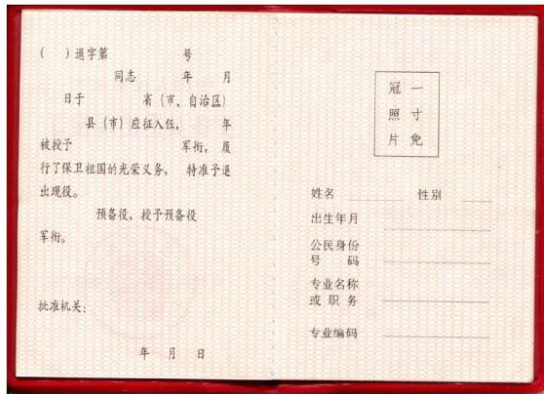 ( ) 退字第 号
同志 年 月
日于 省（市、自治区）
县（市）应征入伍， 年
被授予 军衔，履
行了保卫祖国的光荣义务， 特准予退
出现役。
预备役，授予预备役
军衔。
批准机关：
年 月 日
冠 一
照 寸
片 免
姓名 性别
出生年月
公民身份
号 码
专业名称
或 职 务
专业编码